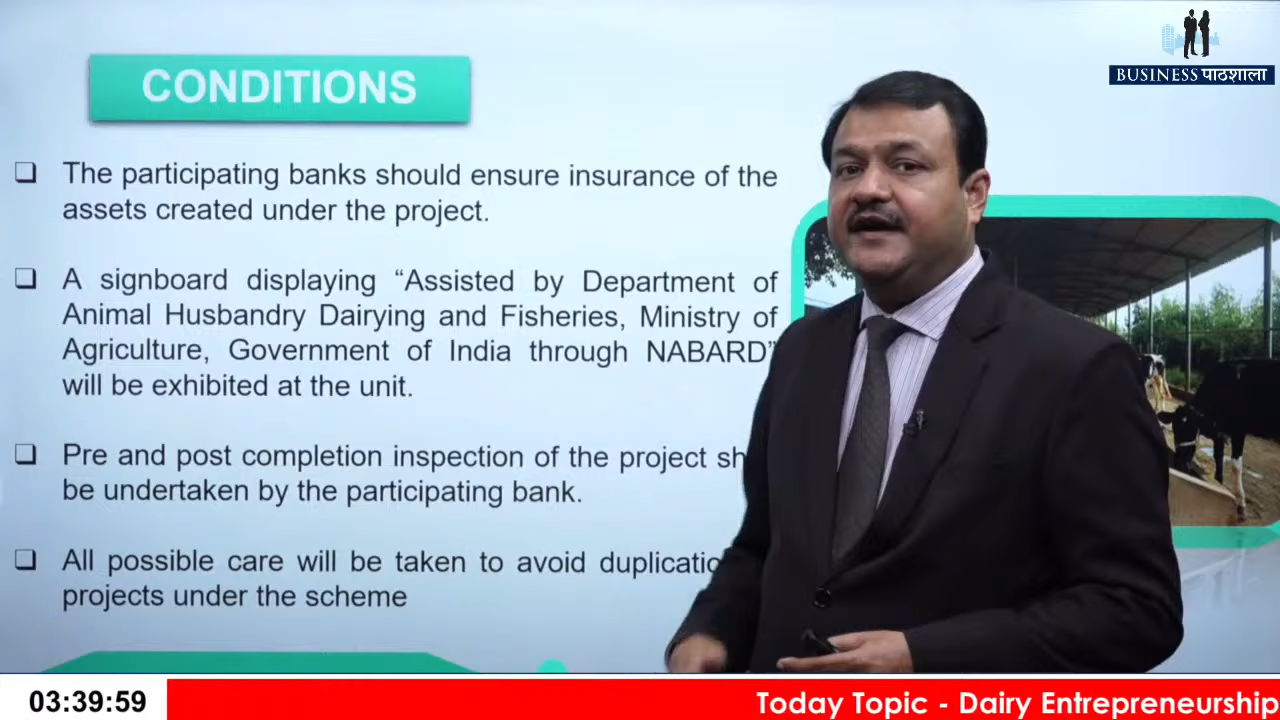 BUSINESS पाठशाला
CONDITIONS
❑ The participating banks should ensure insurance of the
assets created under the project.
❑ A signboard displaying “Assisted by Department of
Animal Husbandry Dairying and Fisheries, Ministry of
Agriculture, Government of India through NABARD”
will be exhibited at the unit.
❑ Pre and post completion inspection of the project
be undertaken by the participating bank.
❑ All possible care will be taken to avoid
projects under the scheme
03:39:59
Today Topic - Dairy Entrepreneurship